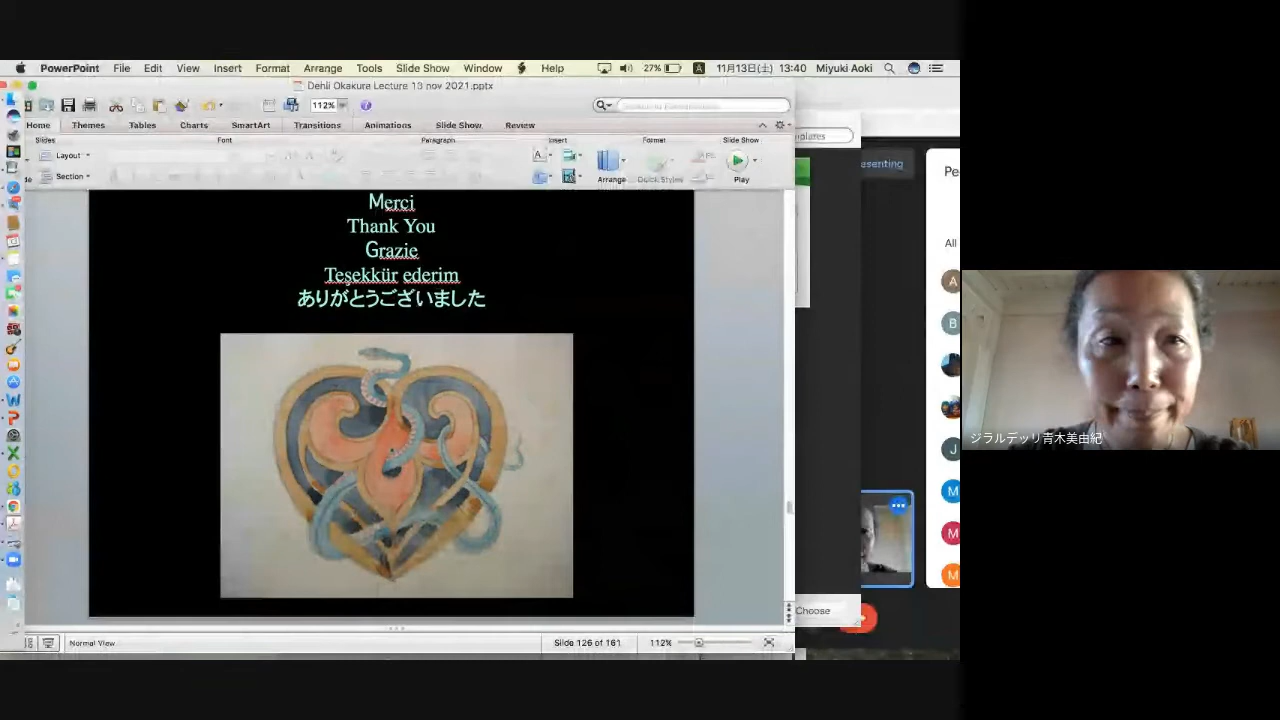 PowerPoint File Edit View Insert Format Arrange Tools Slide Show Window Help 27% A 11月13日(土) 13:40 Miyuki Aoki
Dehli Okakura Lecture 13 nov 2021.pptx
112%
Home Themes Tables Charts SmartArt Transitions Animations Slide Show Review
Slides Font Paragraph Insert Format Slide Show
Layout
Section
Arrange Quick Styles Play
Merci
Thank You
Grazie
Teşekkür ederim
ありがとうございました
Normal View Slide 126 of 161 112%
All
A
B
J
M
M
M
Choose
ジラルデッリ青木美由紀